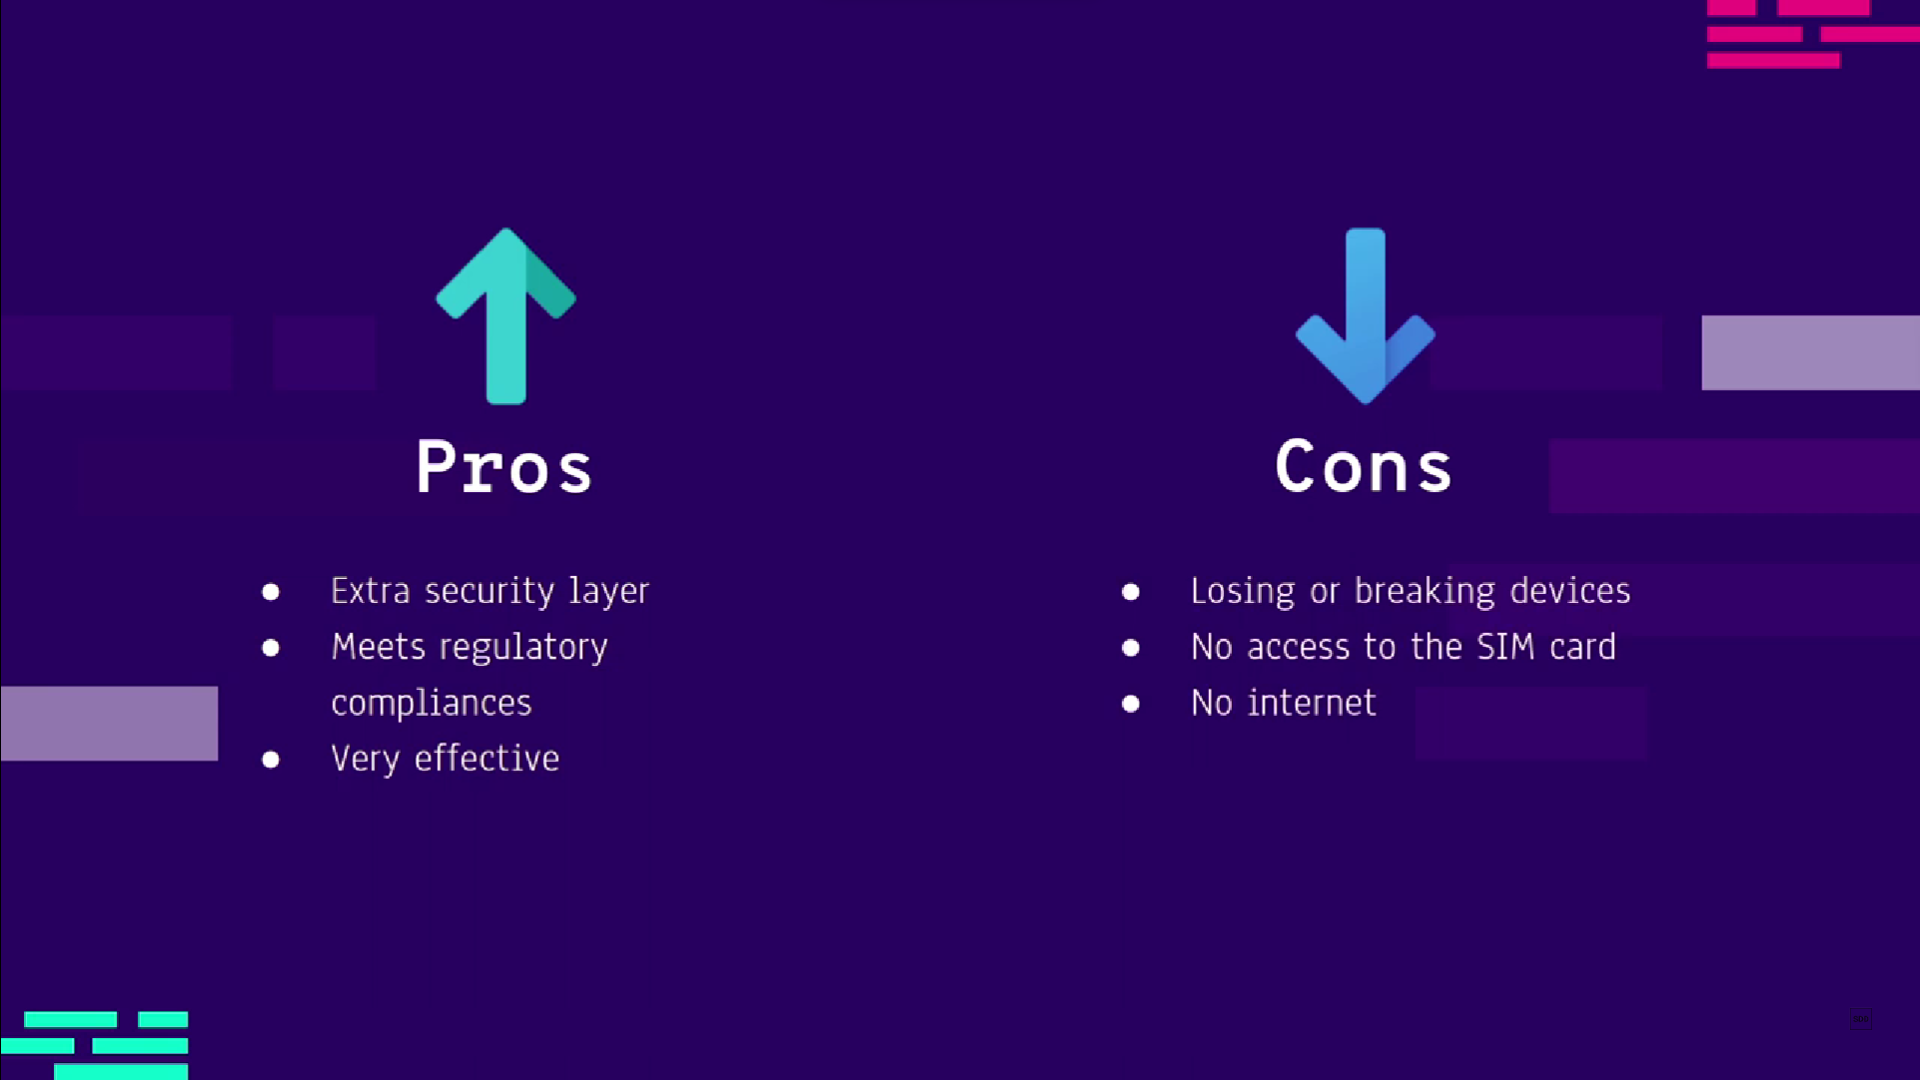 Pros
Extra security layer
Meets regulatory
compliances
Very effective
Cons
Losing or breaking devices
No access to the SIM card
No internet